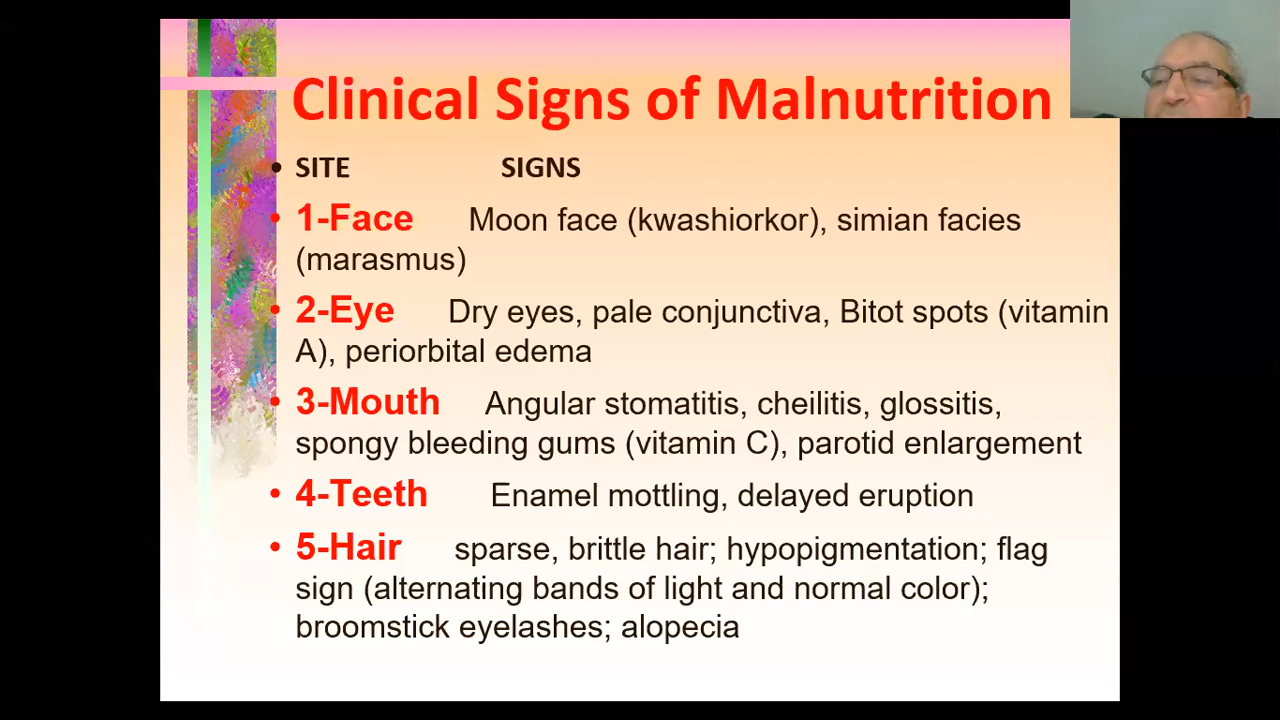 Clinical Signs of Malnutrition
• SITE SIGNS
• 1-Face Moon face (kwashiorkor), simian facies
(marasmus)
• 2-Eye Dry eyes, pale conjunctiva, Bitot spots (vitamin
A), periorbital edema
• 3-Mouth Angular stomatitis, cheilitis, glossitis,
spongy bleeding gums (vitamin C), parotid enlargement
• 4-Teeth Enamel mottling, delayed eruption
• 5-Hair sparse, brittle hair; hypopigmentation; flag
sign (alternating bands of light and normal color);
broomstick eyelashes; alopecia